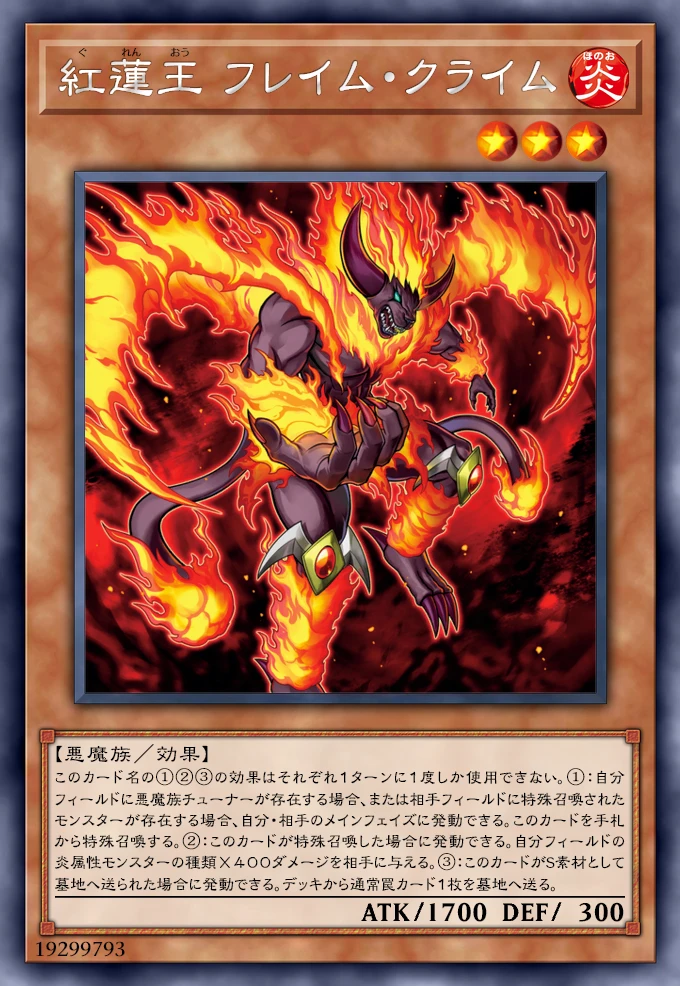 ぐれんおう
紅蓮王 フレイム・クライム
ほのお
炎
【悪魔族／効果】
このカード名の①②③の効果はそれぞれ１ターンに１度しか使用できない。①：自分
フィールドに悪魔族チューナーが存在する場合、または相手フィールドに特殊召喚された
モンスターが存在する場合、自分・相手のメインフェイズに発動できる。このカードを手札
から特殊召喚する。②：このカードが特殊召喚した場合に発動できる。自分フィールドの
炎属性モンスターの種類×４００ダメージを相手に与える。③：このカードがＳ素材として
墓地へ送られた場合に発動できる。デッキから通常罠カード１枚を墓地へ送る。
ATK/1700 DEF/ 300
19299793